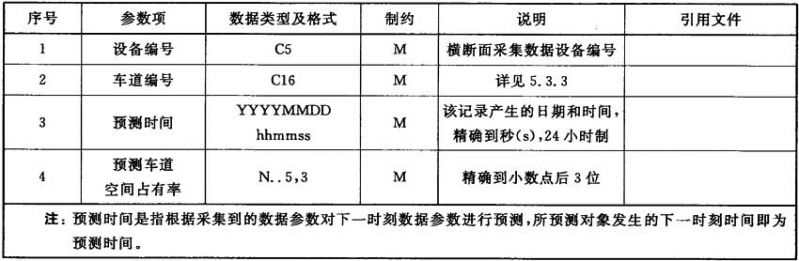 序号 参数项 数据类型及格式 制约 说明 引用文件
1 设备编号 C5 M 横断面采集数据设备编号
2 车道编号 C16 M 详见 5.3.3
3 预测时间 YYYYMMDD hhmmss M 该记录产生的日期和时间，精确到秒(s),24 小时制
4 预测车道空间占有率 N..5,3 M 精确到小数点后 3 位
注：预测时间是指根据采集到的数据参数对下一时刻数据参数进行预测,所预测对象发生的下一时刻时间即为
预测时间。